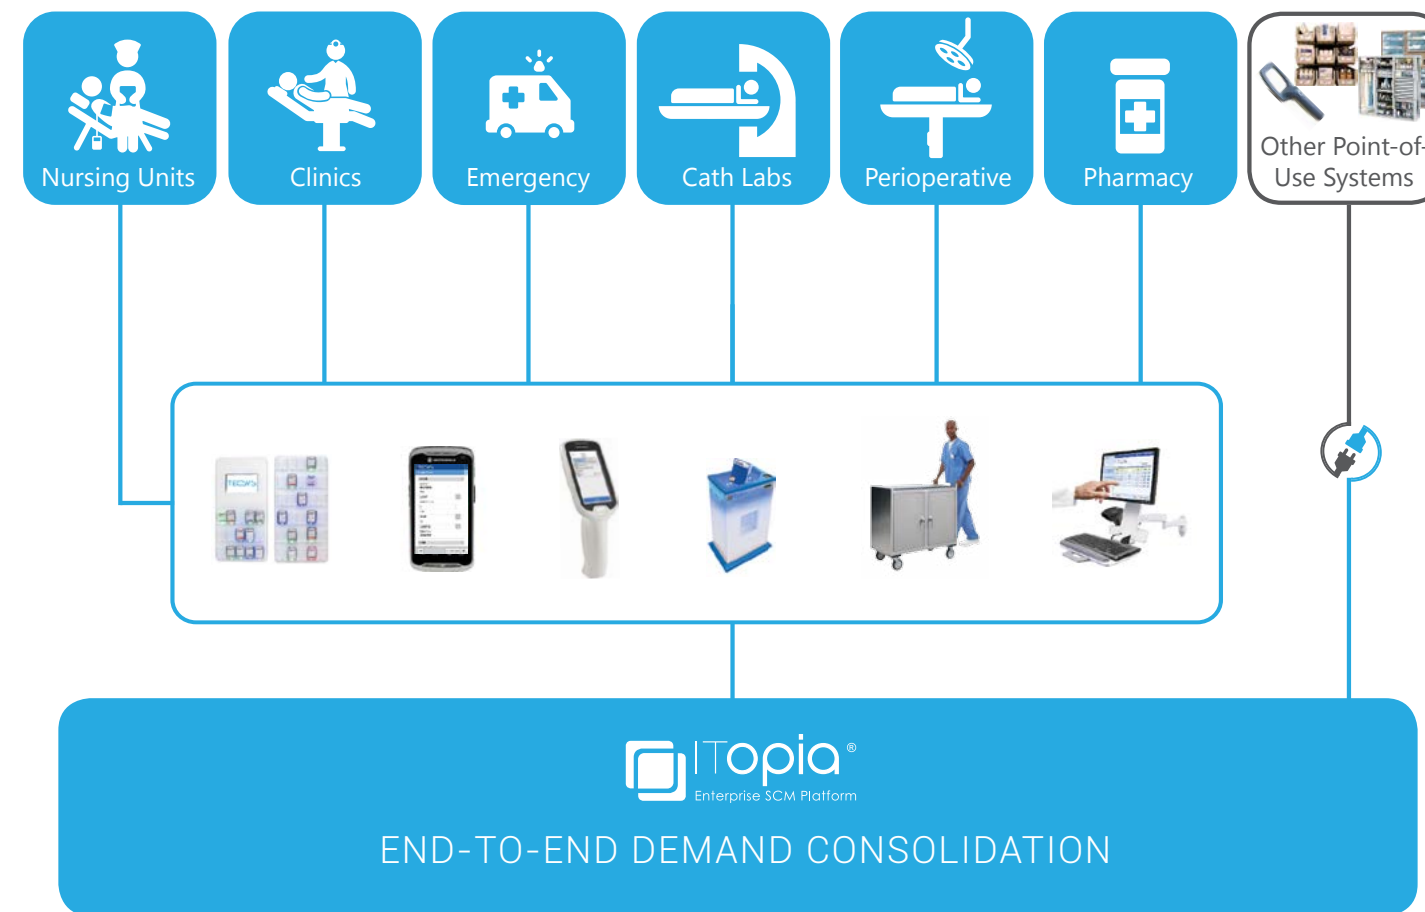 Nursing Units
Clinics
Emergency
Cath Labs
Perioperative
Pharmacy
Other Point-of-
Use Systems
TECSYS
ITopia®
Enterprise SCM Platform
END-TO-END DEMAND CONSOLIDATION